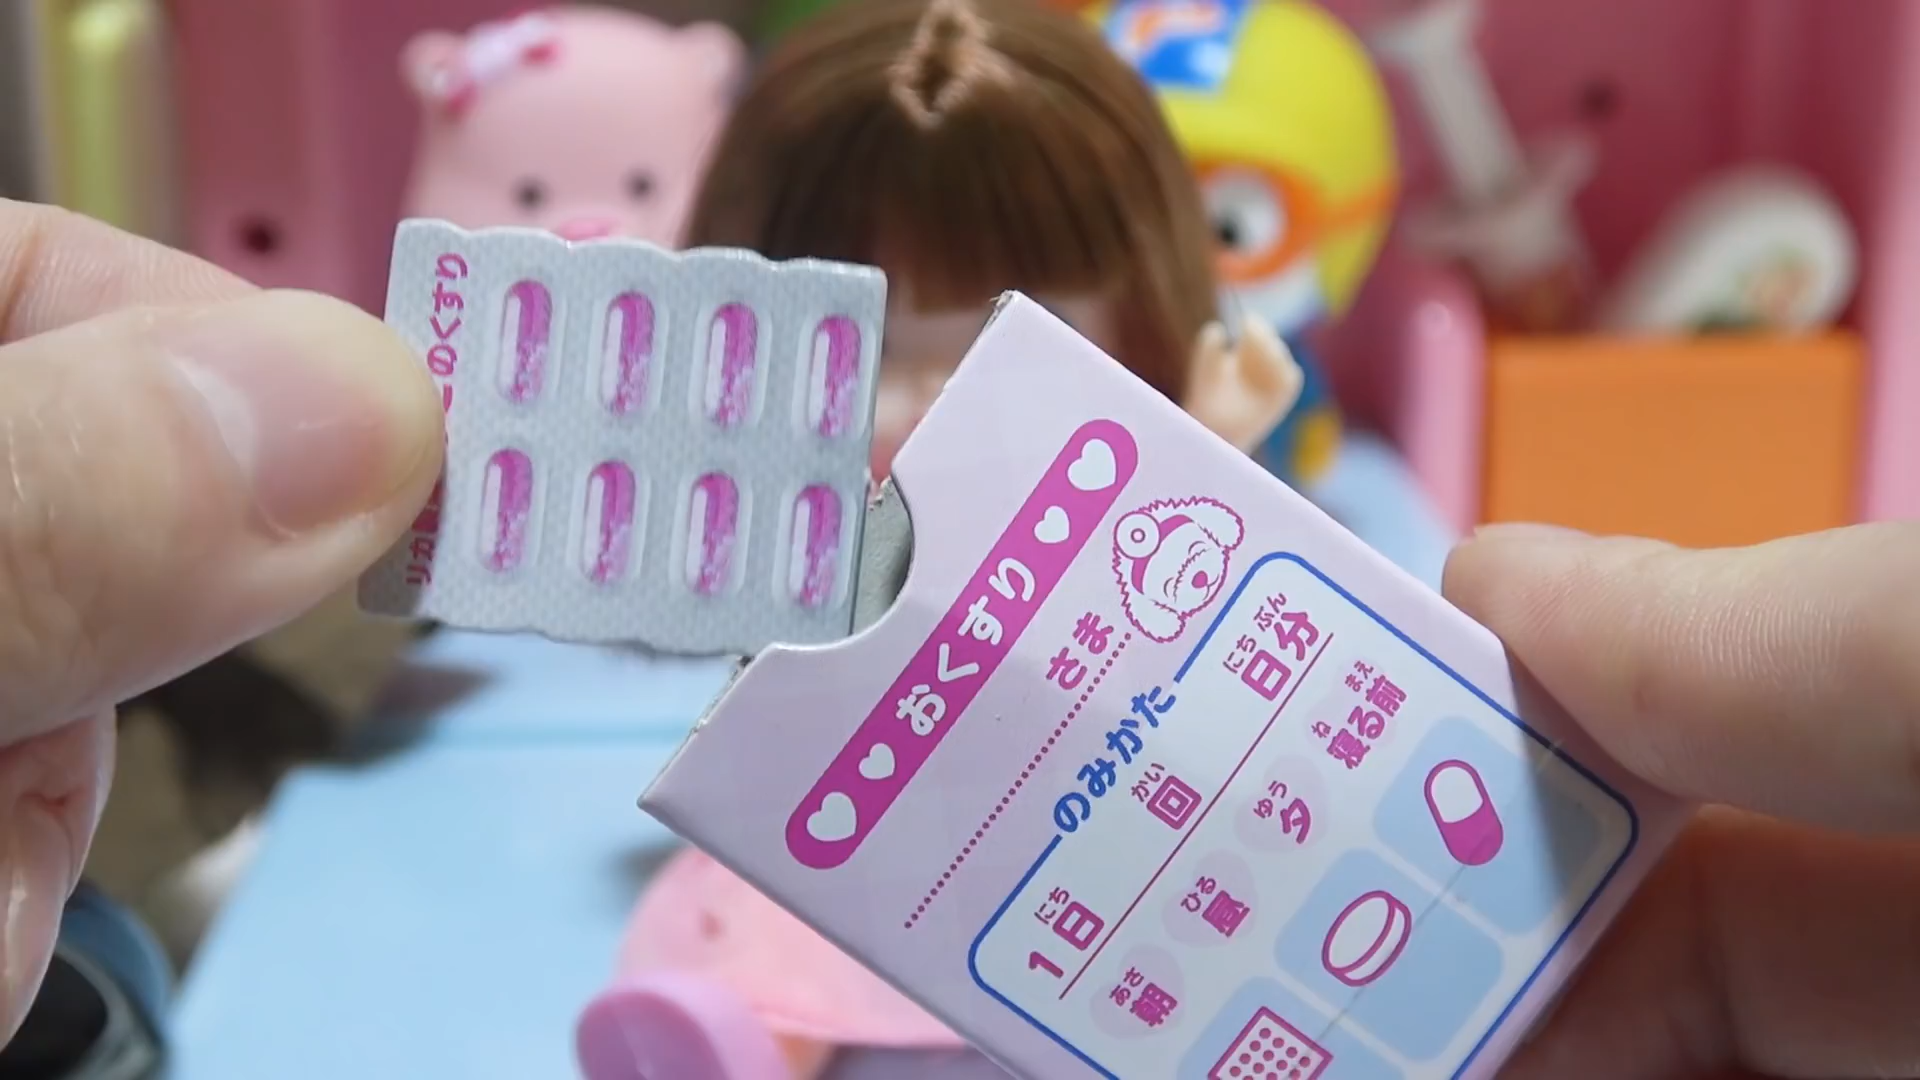 おくすり
さま
のみかた
1日 回 日分
にち かい にち ぶん
朝 昼 夕 寝る前
あさ ひる ゆう ね まえ
のくすり
リカ